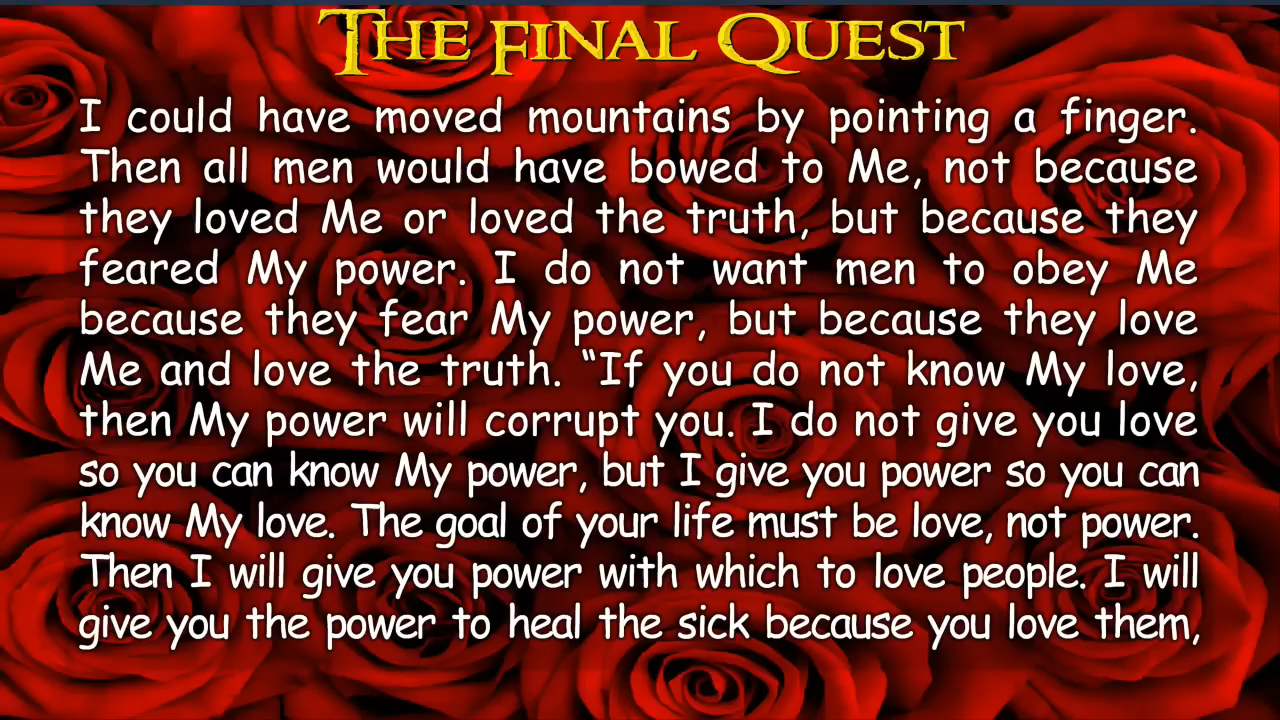 The Final Quest
I could have moved mountains by pointing a finger.
Then all men would have bowed to Me, not because
they loved Me or loved the truth, but because they
feared My power. I do not want men to obey Me
because they fear My power, but because they love
Me and love the truth. “If you do not know My love,
then My power will corrupt you. I do not give you love
so you can know My power, but I give you power so you can
know My love. The goal of your life must be love, not power.
Then I will give you power with which to love people. I will
give you the power to heal the sick because you love them,